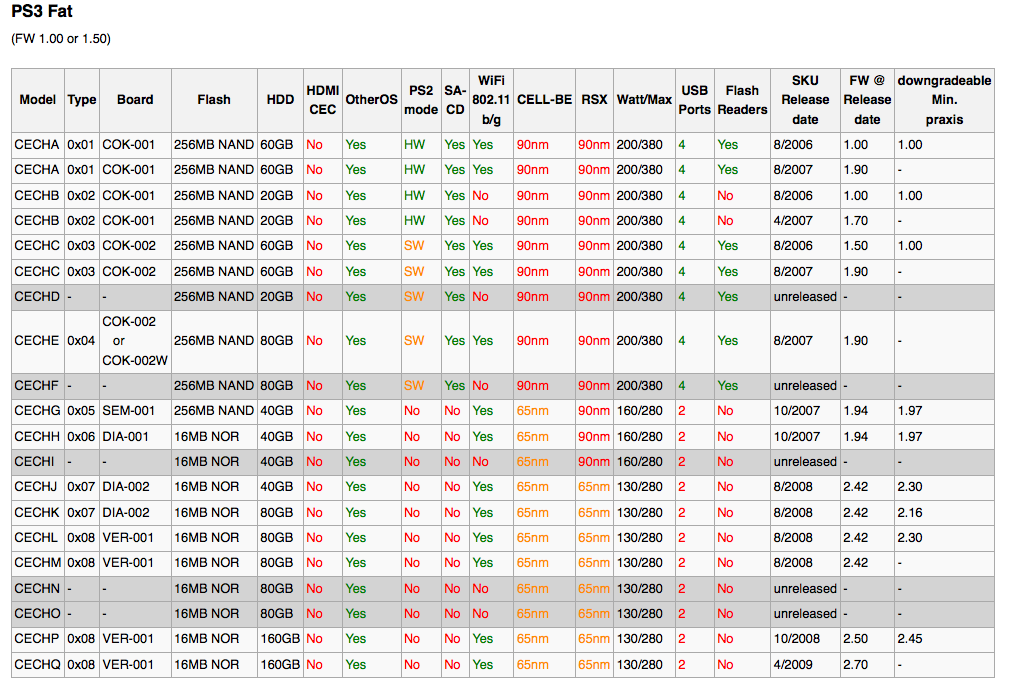 PS3 Fat
(FW 1.00 or 1.50)
Model Type Board Flash HDD HDMI CEC OtherOS PS2 mode SA-CD WiFi 802.11 b/g CELL-BE RSX Watt/Max USB Ports Flash Readers SKU Release date FW @ Release date downgradeable Min. praxis
CECHA 0x01 COK-001 256MB NAND 60GB No Yes HW Yes Yes 90nm 90nm 200/380 4 Yes 8/2006 1.00 1.00
CECHA 0x01 COK-001 256MB NAND 60GB No Yes HW Yes Yes 90nm 90nm 200/380 4 Yes 8/2007 1.90 -
CECHB 0x02 COK-001 256MB NAND 20GB No Yes HW Yes No 90nm 90nm 200/380 4 No 8/2006 1.00 1.00
CECHB 0x02 COK-001 256MB NAND 20GB No Yes HW Yes No 90nm 90nm 200/380 4 No 4/2007 1.70 -
CECHC 0x03 COK-002 256MB NAND 60GB No Yes SW Yes Yes 90nm 90nm 200/380 4 Yes 8/2006 1.50 1.00
CECHC 0x03 COK-002 256MB NAND 60GB No Yes SW Yes Yes 90nm 90nm 200/380 4 Yes 8/2007 1.90 -
CECHD - - 256MB NAND 20GB No Yes SW Yes No 90nm 90nm 200/380 4 Yes unreleased - -
CECHE 0x04 COK-002 or COK-002W 256MB NAND 80GB No Yes SW Yes Yes 90nm 90nm 200/380 4 Yes 8/2007 1.90 -
CECHF - - 256MB NAND 80GB No Yes SW Yes No 90nm 90nm 200/380 4 Yes unreleased - -
CECHG 0x05 SEM-001 256MB NAND 40GB No Yes No No Yes 65nm 90nm 160/280 2 No 10/2007 1.94 1.97
CECHH 0x06 DIA-001 16MB NOR 40GB No Yes No No Yes 65nm 90nm 160/280 2 No 10/2007 1.94 1.97
CECHI - - 16MB NOR 40GB No Yes No No No 65nm 90nm 160/280 2 No unreleased - -
CECHJ 0x07 DIA-002 16MB NOR 40GB No Yes No No Yes 65nm 65nm 130/280 2 No 8/2008 2.42 2.30
CECHK 0x07 DIA-002 16MB NOR 80GB No Yes No No Yes 65nm 65nm 130/280 2 No 8/2008 2.42 2.16
CECHL 0x08 VER-001 16MB NOR 80GB No Yes No No Yes 65nm 65nm 130/280 2 No 8/2008 2.42 2.30
CECHM 0x08 VER-001 16MB NOR 80GB No Yes No No Yes 65nm 65nm 130/280 2 No 8/2008 2.42 -
CECHN - - 16MB NOR 80GB No Yes No No No 65nm 65nm 130/280 2 No unreleased - -
CECHO - - 16MB NOR 80GB No Yes No No No 65nm 65nm 130/280 2 No unreleased - -
CECHP 0x08 VER-001 16MB NOR 160GB No Yes No No Yes 65nm 65nm 130/280 2 No 10/2008 2.50 2.45
CECHQ 0x08 VER-001 16MB NOR 160GB No Yes No No Yes 65nm 65nm 130/280 2 No 4/2009 2.70 -